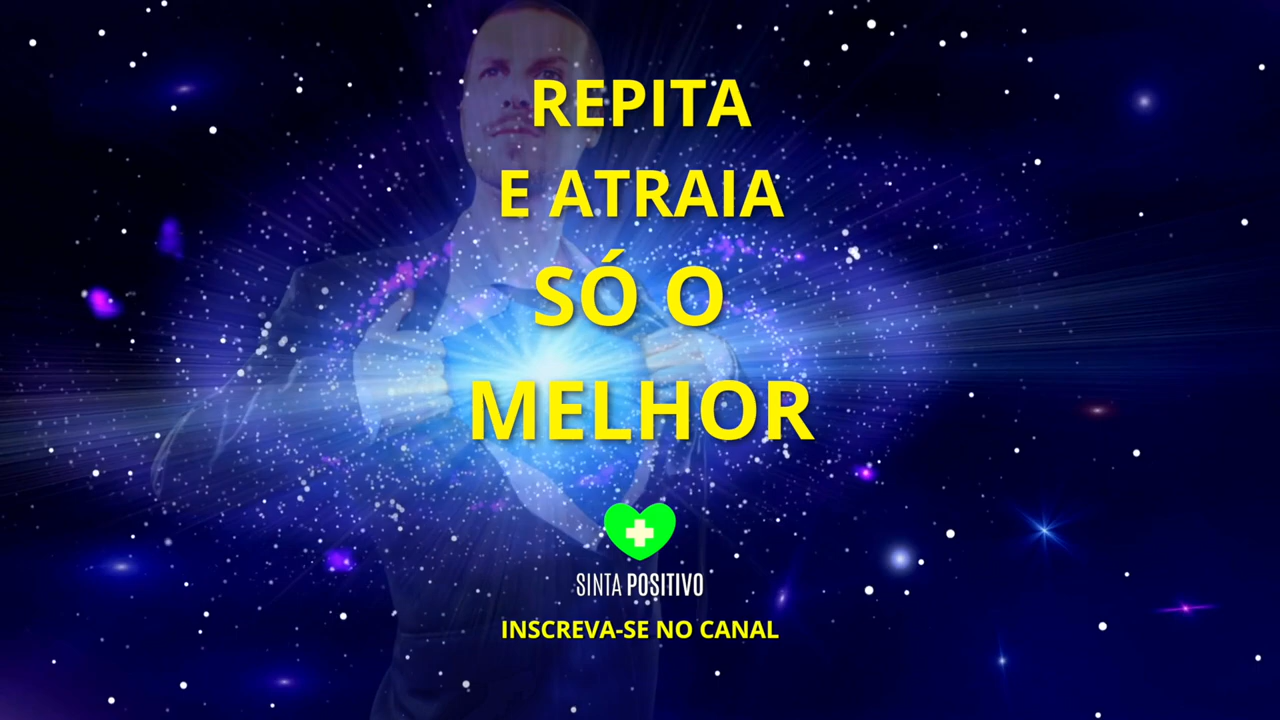 REPITA
E ATRAIA
SÓ O
MELHOR
SINTA POSITIVO
INSCREVA-SE NO CANAL